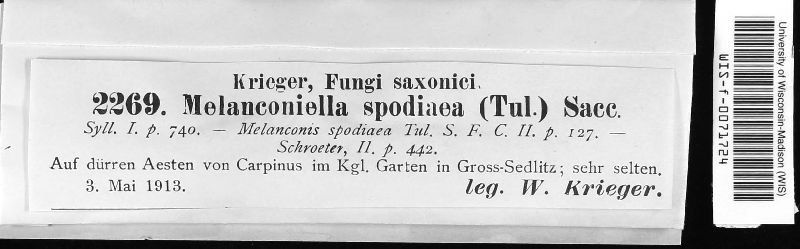 Krieger, Fungi saxonici.
2269. Melanconiella spodiaea (Tul.) Sacc.
Syll. I. p. 740. — Melanconis spodiaea Tul. S. F. C. II. p. 127. —
Schroeter, II. p. 442.
Auf dürren Aesten von Carpinus im Kgl. Garten in Gross-Sedlitz; sehr selten.
3. Mai 1913. leg. W. Krieger.
University of Wisconsin-Madison (WIS)
WIS-f-0071724